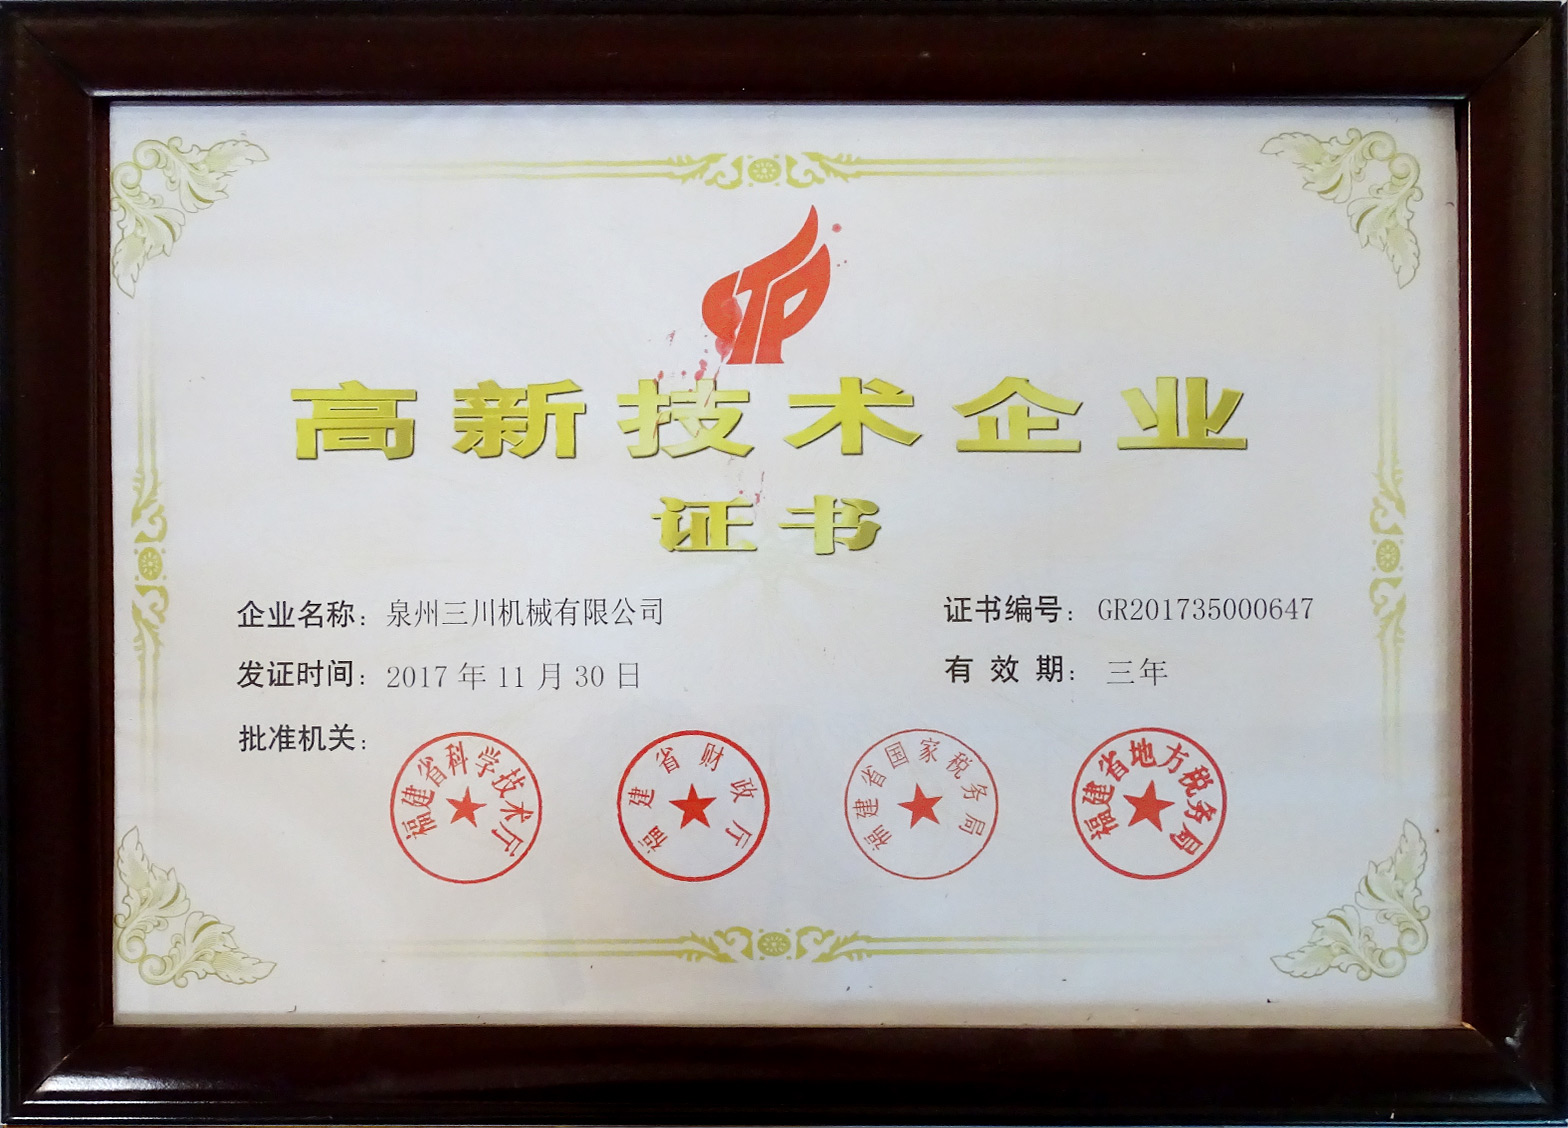 高新技术企业
证书
企业名称：泉州三川机械有限公司
证书编号：GR201735000647
发证时间：2017年11月30日
有效期：三年
批准机关：
福建省科学技术厅
福建省财政厅
福建省国家税务局
福建省地方税务局